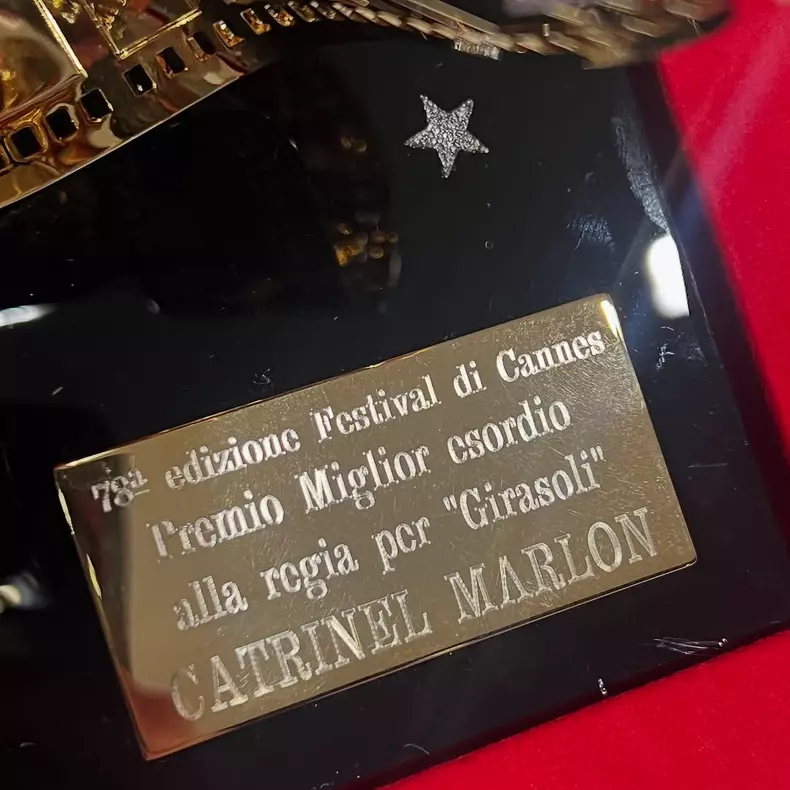 78ª edizione Festival di Cannes
Premio Miglior esordio
alla regia per "Girasoli"
CATRINEL MARLON